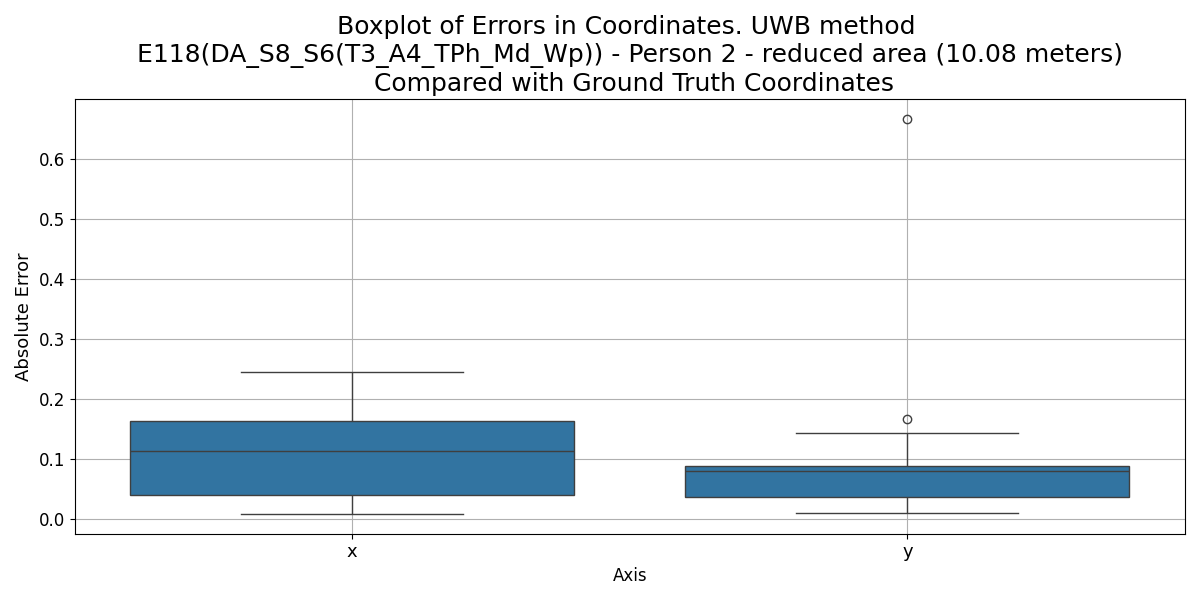 Boxplot of Errors in Coordinates. UWB method
E118(DA_S8_S6(T3_A4_TPh_Md_Wp)) - Person 2 - reduced area (10.08 meters)
Compared with Ground Truth Coordinates
Absolute Error
0.6
0.5
0.4
0.3
0.2
0.1
0.0
x y
Axis